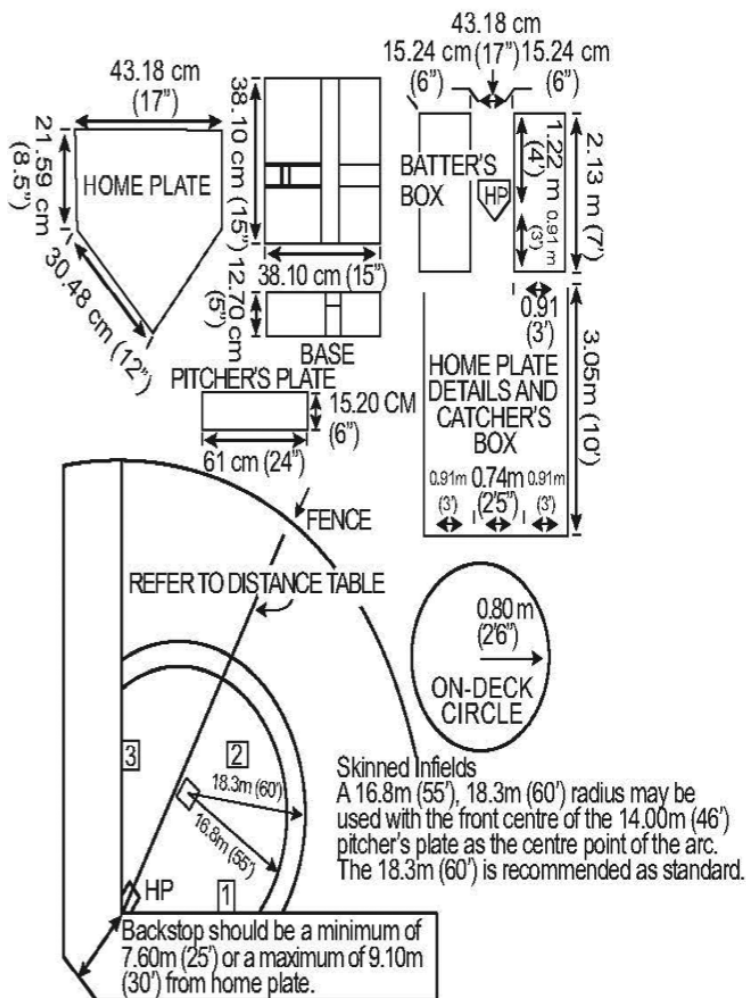 43.18 cm
(17")
21.59 cm
(8.5")
HOME PLATE
30.48 cm (12")
38.10 cm (15")
38.10 cm (15")
12.70 cm
(5")
BASE
PITCHER'S PLATE
15.20 CM
(6")
61 cm (24")
43.18 cm
15.24 cm (17") 15.24 cm
(6")
(6")
BATTER'S
BOX
HP
1.22 m
(4')
0.91 m
(3')
2.13 m (7')
0.91
(3')
HOME PLATE
DETAILS AND
CATCHER'S
BOX
3.05m (10')
0.91m 0.74m 0.91m
(3') (2'5") (3')
FENCE
REFER TO DISTANCE TABLE
0.80 m
(2'6")
ON-DECK
CIRCLE
3
2
18.3m (60')
16.8m (55')
HP
1
Skinned Infields
A 16.8m (55'), 18.3m (60') radius may be
used with the front centre of the 14.00m (46')
pitcher's plate as the centre point of the arc.
The 18.3m (60') is recommended as standard.
Backstop should be a minimum of
7.60m (25') or a maximum of 9.10m
(30') from home plate.